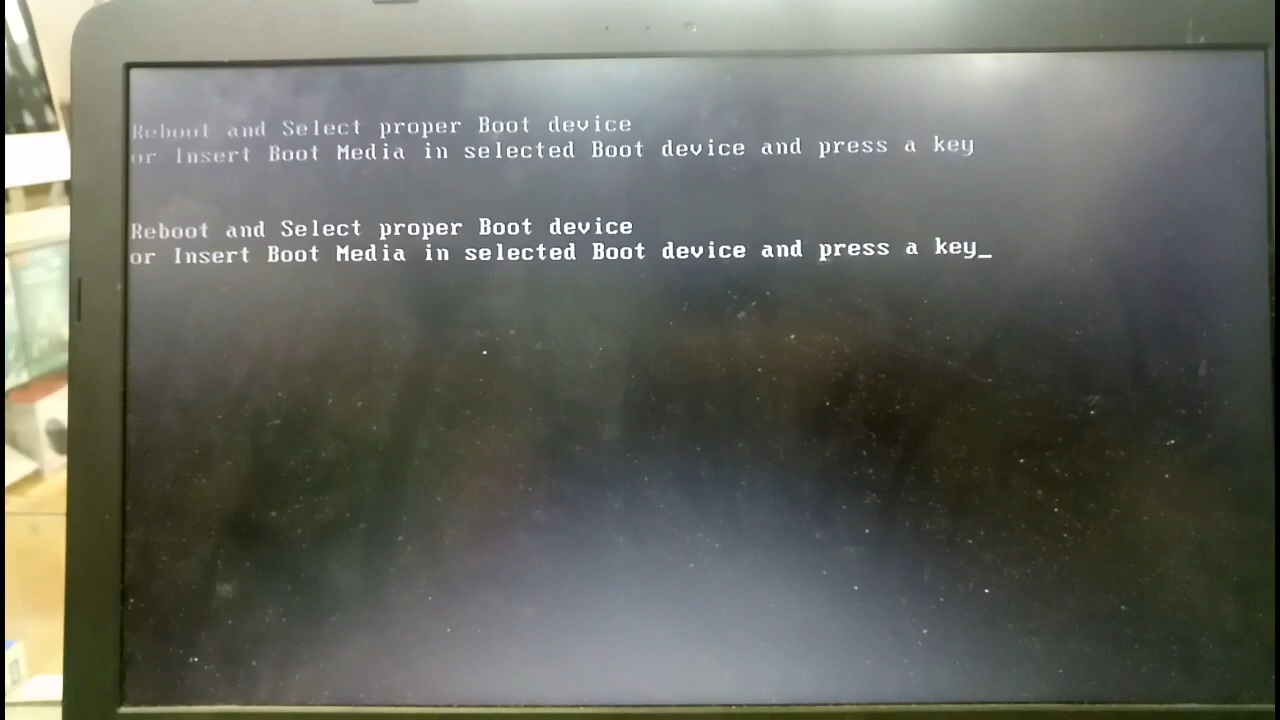 Reboot and Select proper Boot device
or Insert Boot Media in selected Boot device and press a key
Reboot and Select proper Boot device
or Insert Boot Media in selected Boot device and press a key_